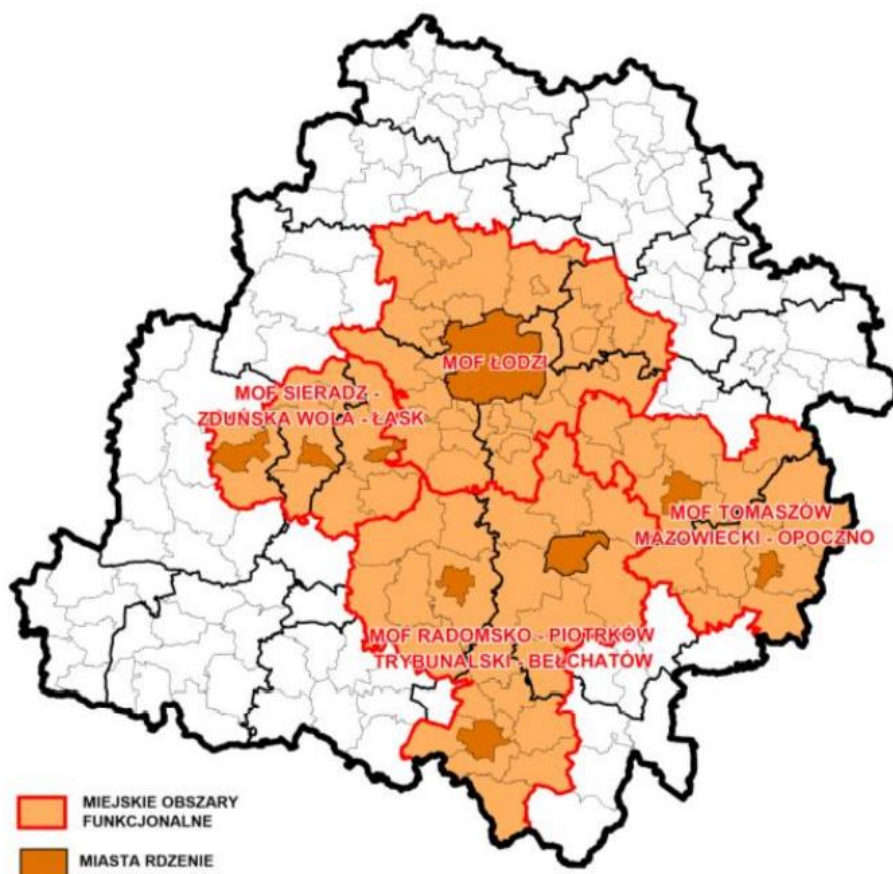 MOF ŁODZI
MOF SIERADZ -
ZDUŃSKA WOLA - ŁASK
MOF TOMASZÓW
MAZOWIECKI - OPOCZNO
MOF RADOMSKO - PIOTRKÓW
TRYBUNALSKI - BEŁCHATÓW
MIEJSKIE OBSZARY
FUNKCJONALNE
MIASTA RDZENIE